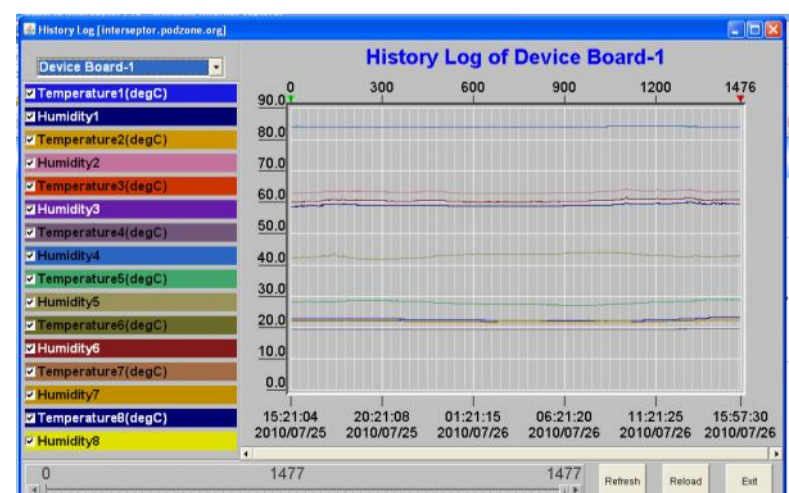 History Log [interseptor.podzone.org]
Device Board-1
Temperature1(degC)
Humidity1
Temperature2(degC)
Humidity2
Temperature3(degC)
Humidity3
Temperature4(degC)
Humidity4
Temperature5(degC)
Humidity5
Temperature6(degC)
Humidity6
Temperature7(degC)
Humidity7
Temperature8(degC)
Humidity8
History Log of Device Board-1
0 300 600 900 1200 1476
90.0
80.0
70.0
60.0
50.0
40.0
30.0
20.0
10.0
0.0
15:21:04 20:21:08 01:21:15 06:21:20 11:21:25 15:57:30
2010/07/25 2010/07/25 2010/07/26 2010/07/26 2010/07/26 2010/07/26
0 1477 1477
Refresh Reload Exit